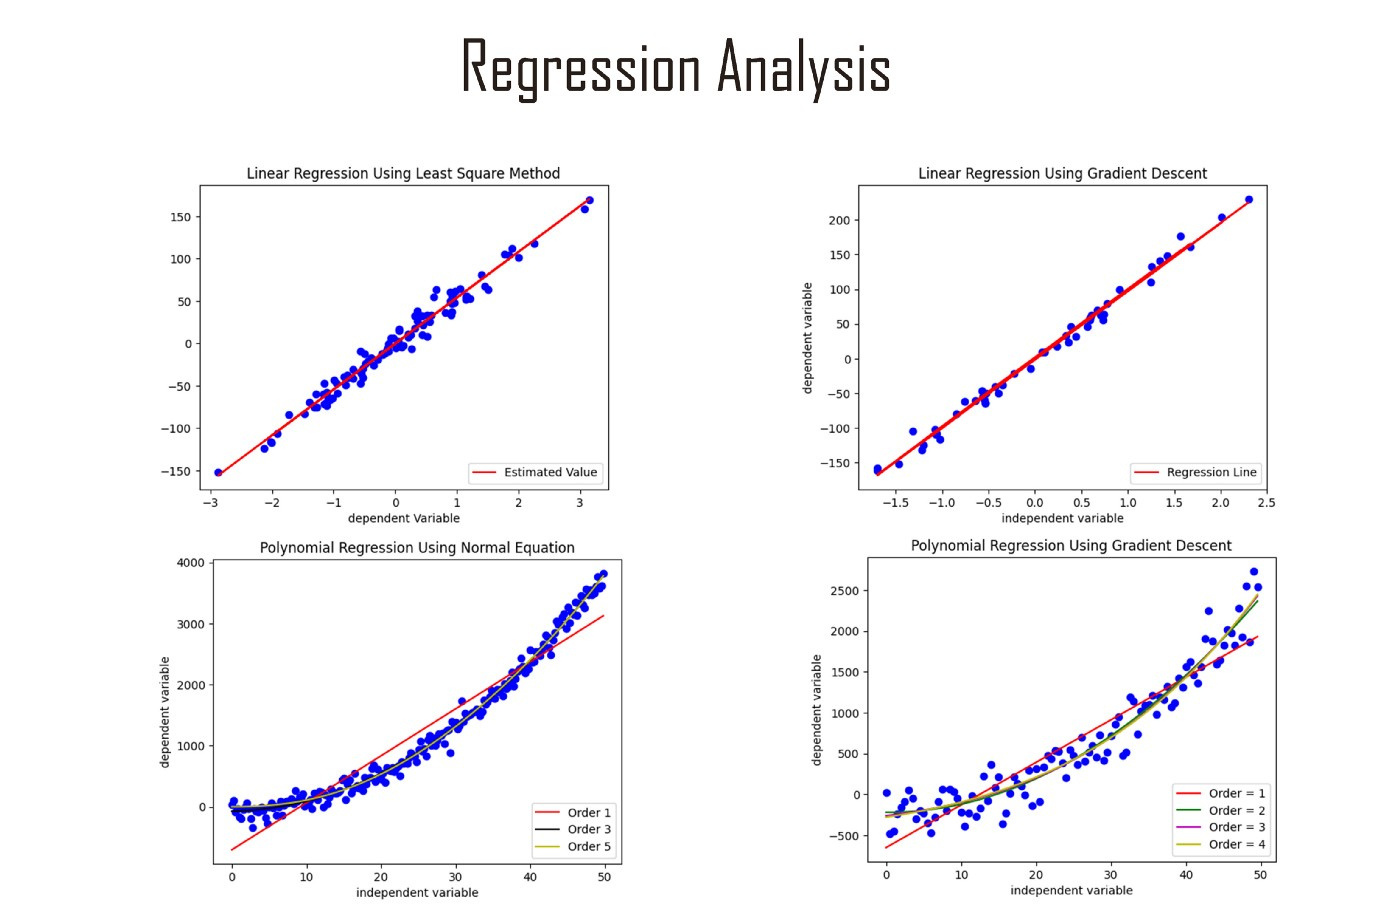 Regression Analysis
Linear Regression Using Least Square Method
150
100
50
0
−50
−100
−150
Estimated Value
−3 −2 −1 0 1 2 3
dependent Variable
Linear Regression Using Gradient Descent
dependent variable
200
150
100
50
0
−50
−100
−150
Regression Line
−1.5 −1.0 −0.5 0.0 0.5 1.0 1.5 2.0 2.5
independent variable
Polynomial Regression Using Normal Equation
dependent variable
4000
3000
2000
1000
0
Order 1
Order 3
Order 5
0 10 20 30 40 50
independent variable
Polynomial Regression Using Gradient Descent
dependent variable
2500
2000
1500
1000
500
0
−500
Order = 1
Order = 2
Order = 3
Order = 4
0 10 20 30 40 50
independent variable